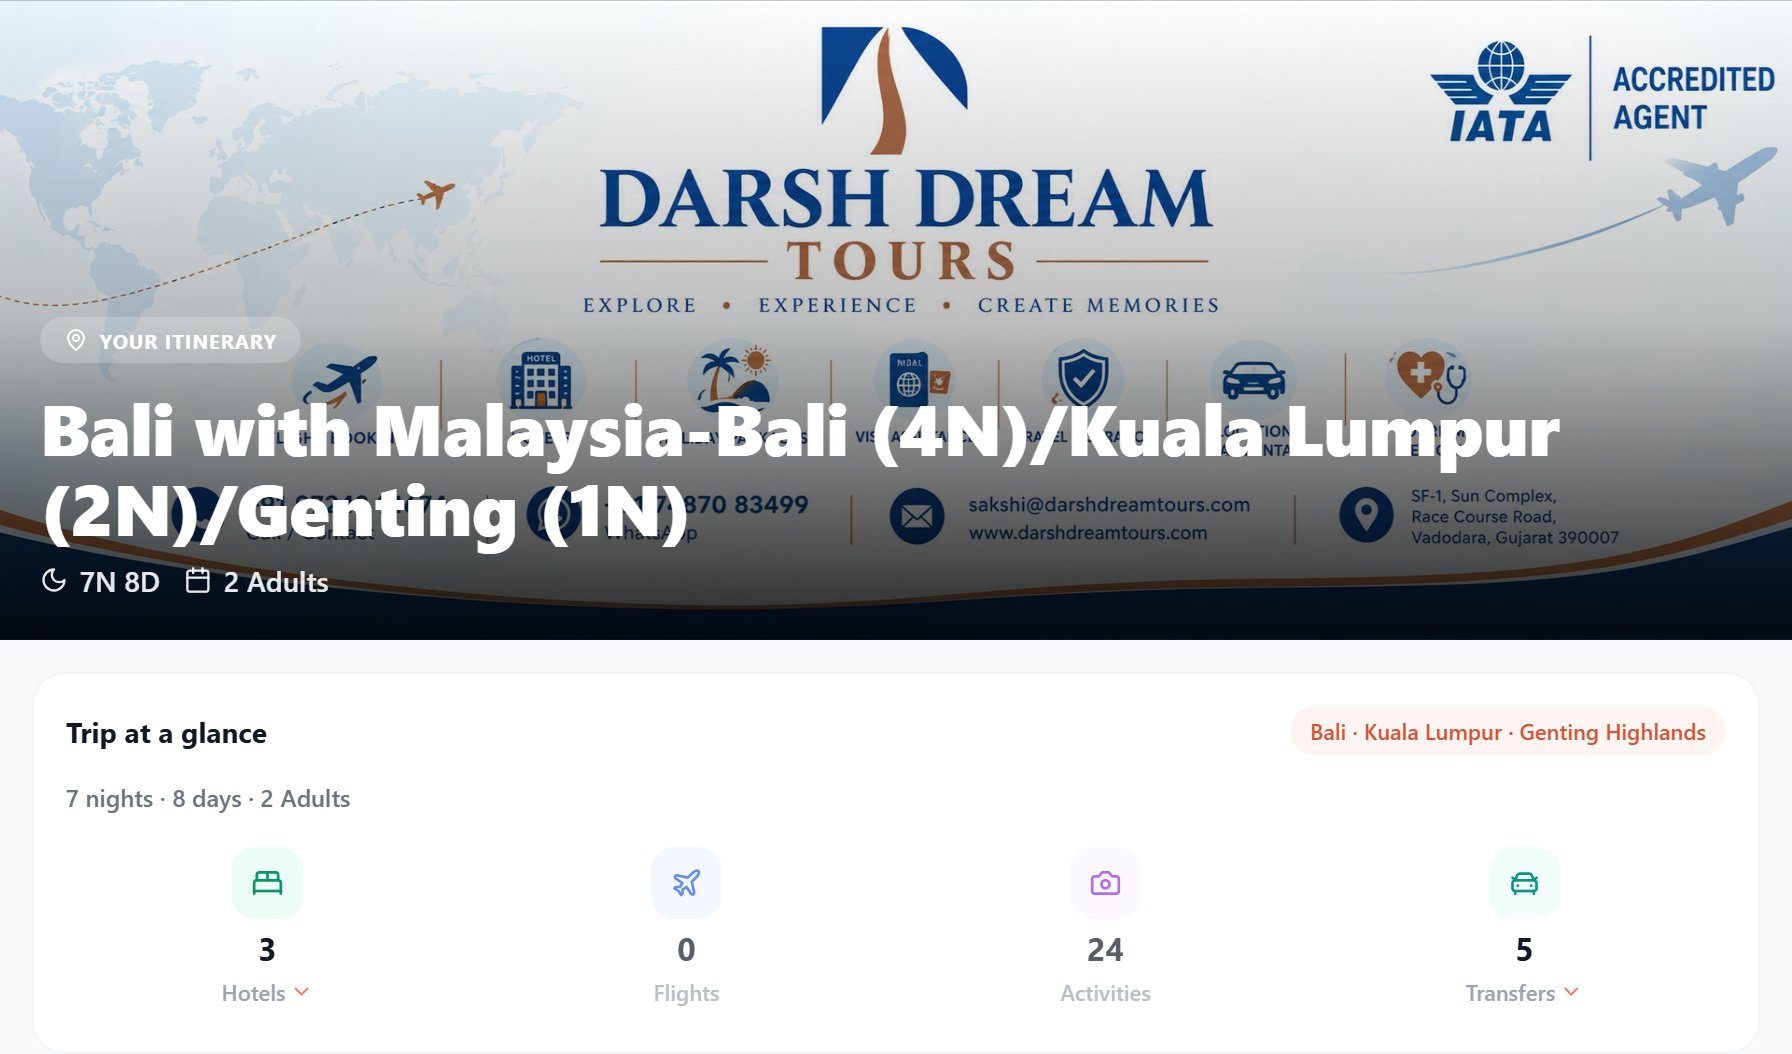 IATA
ACCREDITED
AGENT
DARSH DREAM
TOURS
EXPLORE • EXPERIENCE • CREATE MEMORIES
YOUR ITINERARY
HOTEL
Bali with Malaysia-Bali (4N)/Kuala Lumpur
(2N)/Genting (1N)
870 83499
WhatsApp
Call / Contact
sakshi@darshdreamtours.com
www.darshdreamtours.com
SF-1, Sun Complex,
Race Course Road,
Vadodara, Gujarat 390007
7N 8D 2 Adults
Trip at a glance
Bali · Kuala Lumpur · Genting Highlands
7 nights · 8 days · 2 Adults
3
Hotels
0
Flights
24
Activities
5
Transfers